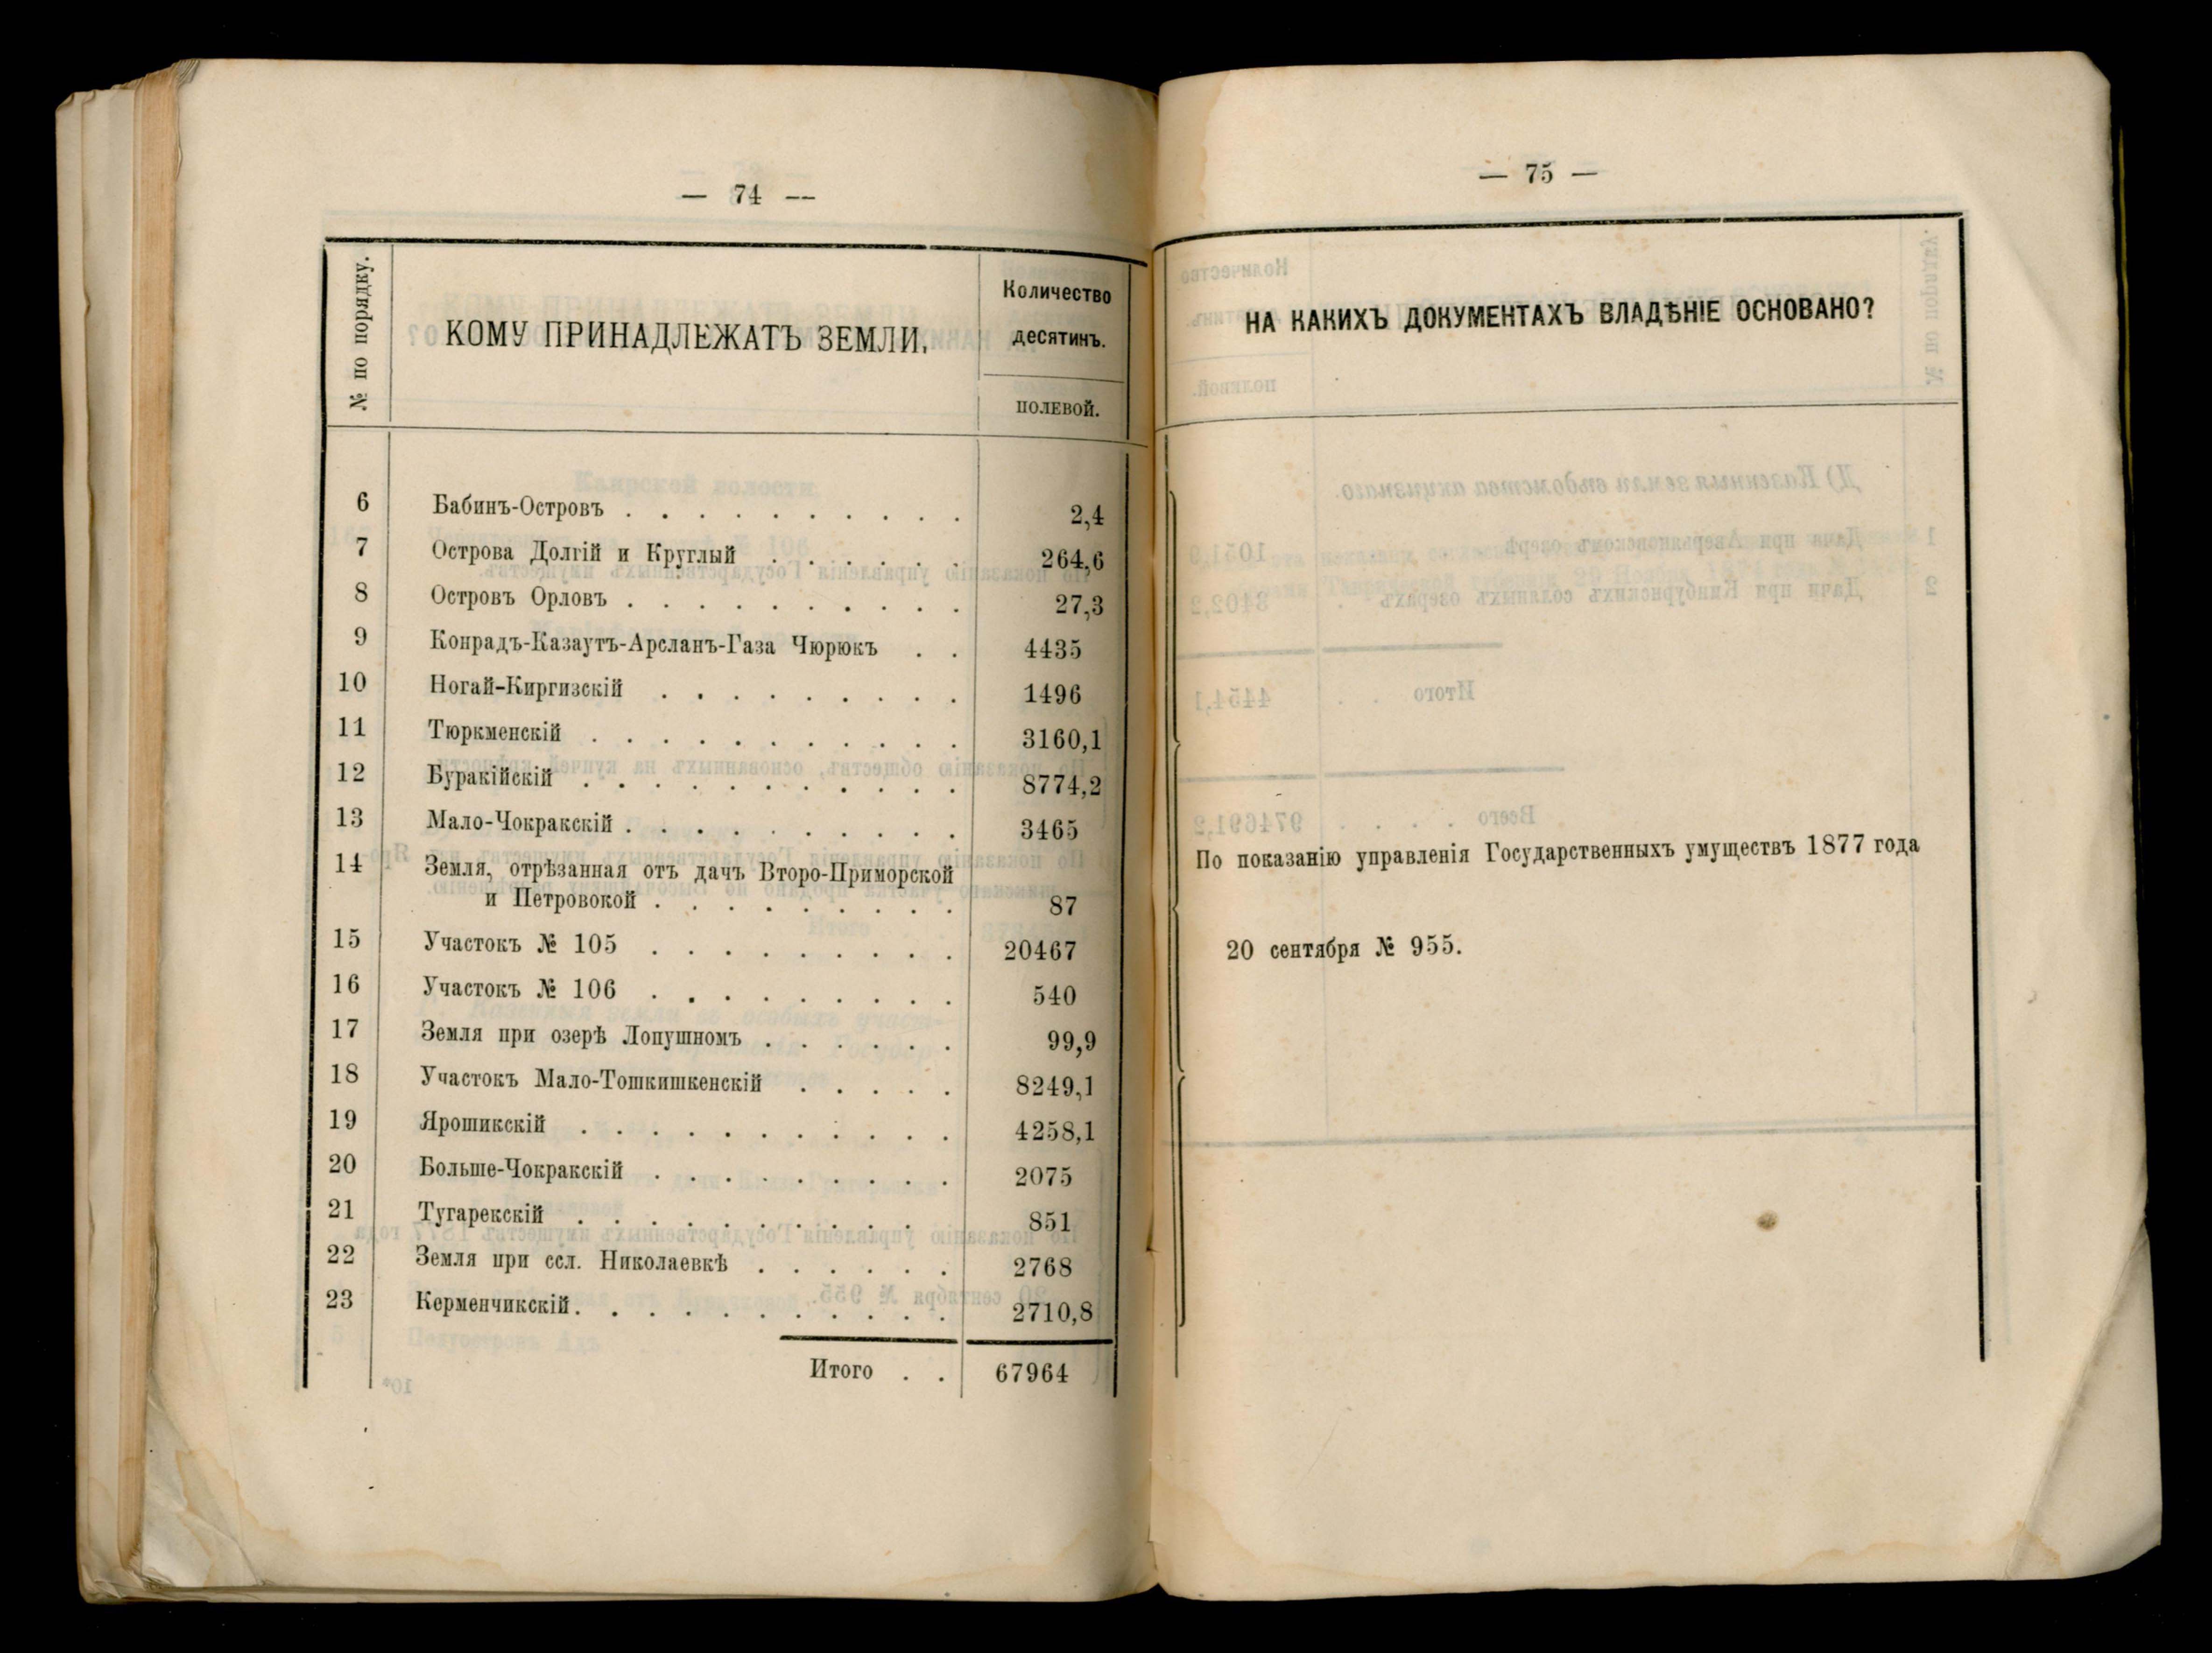 — 74 —
№ по порядку.
КОМУ ПРИНАДЛЕЖАТЪ ЗЕМЛИ.
Количество
десятинъ.
ПОЛЕВОЙ.
6 Бабинъ-Островъ . . . . . . . . . . 2,4
7 Острова Долгій и Круглый . . . . . . 264,6
8 Островъ Орловъ . . . . . . . . . . 27,3
9 Конрадъ-Казаутъ-Арсланъ-Газа Чюрюкъ . . 4435
10 Ногай-Киргизскій . . . . . . . . . 1496
11 Тюркменскій . . . . . . . . . . . 3160,1
12 Буракійскій . . . . . . . . . . . 8774,2
13 Мало-Чокракскій . . . . . . . . . . 3465
14 Земля, отрѣзанная отъ дачъ Второ-Приморской
и Петровокой . . . . . . . . . 87
15 Участокъ № 105 . . . . . . . . . 20467
16 Участокъ № 106 . . . . . . . . . 540
17 Земля при озерѣ Лопушномъ . . . . . . 99,9
18 Участокъ Мало-Тошкишкенскій . . . . . 8249,1
19 Ярошикскій . . . . . . . . . . . 4258,1
20 Больше-Чокракскій . . . . . . . . . 2075
21 Тугарекскій . . . . . . . . . . 851
22 Земля при ссл. Николаевкѣ . . . . . . 2768
23 Керменчикскій . . . . . . . . . . . 2710,8
Итого . . 67964
— 75 —
НА КАКИХЪ ДОКУМЕНТАХЪ ВЛАДѢНІЕ ОСНОВАНО?
По показанію управленія Государственныхъ умуществъ 1877 года
20 сентября № 955.